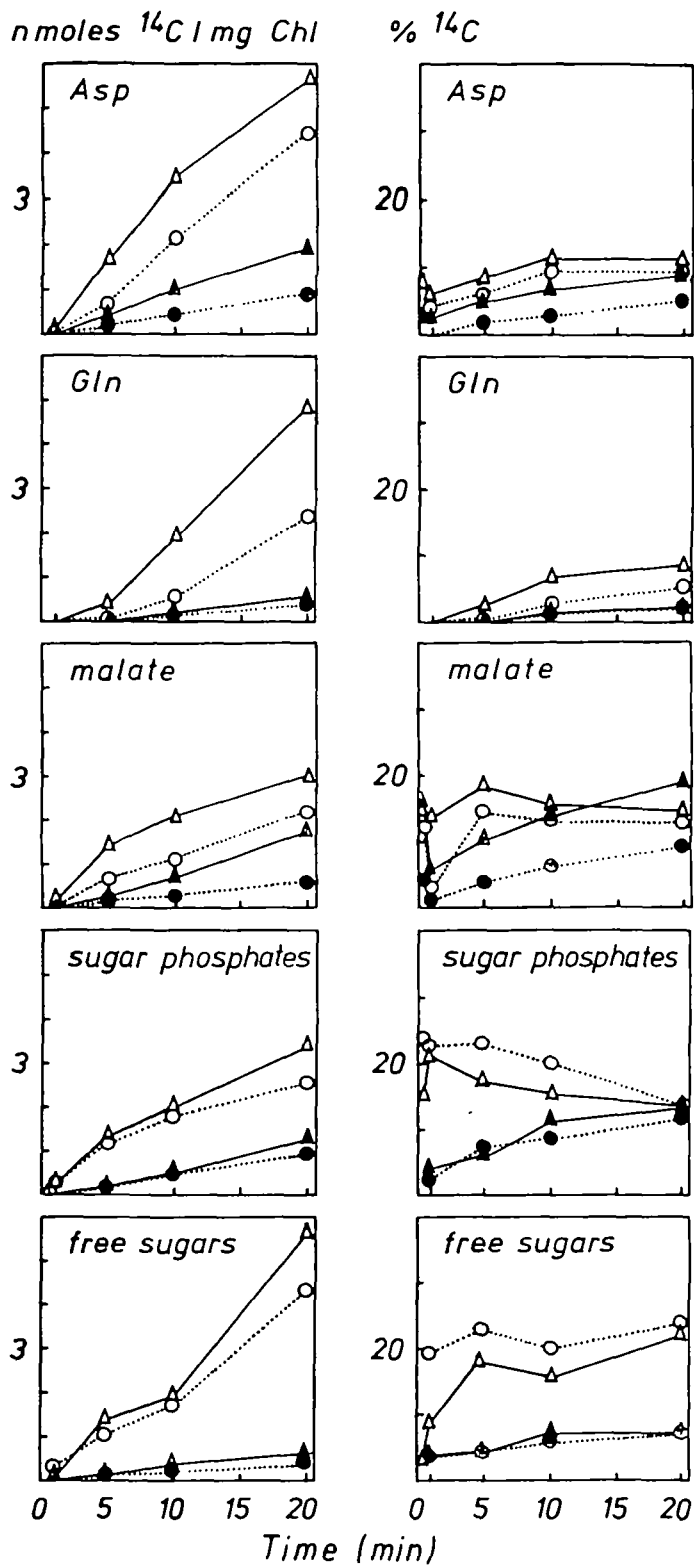 n moles ¹⁴C / mg Chl % ¹⁴C
Asp Asp
3 20
Gln Gln
3 20
malate malate
3 20
sugar phosphates sugar phosphates
3 20
free sugars free sugars
3 20
0 5 10 15 20 0 5 10 15 20
Time (min)